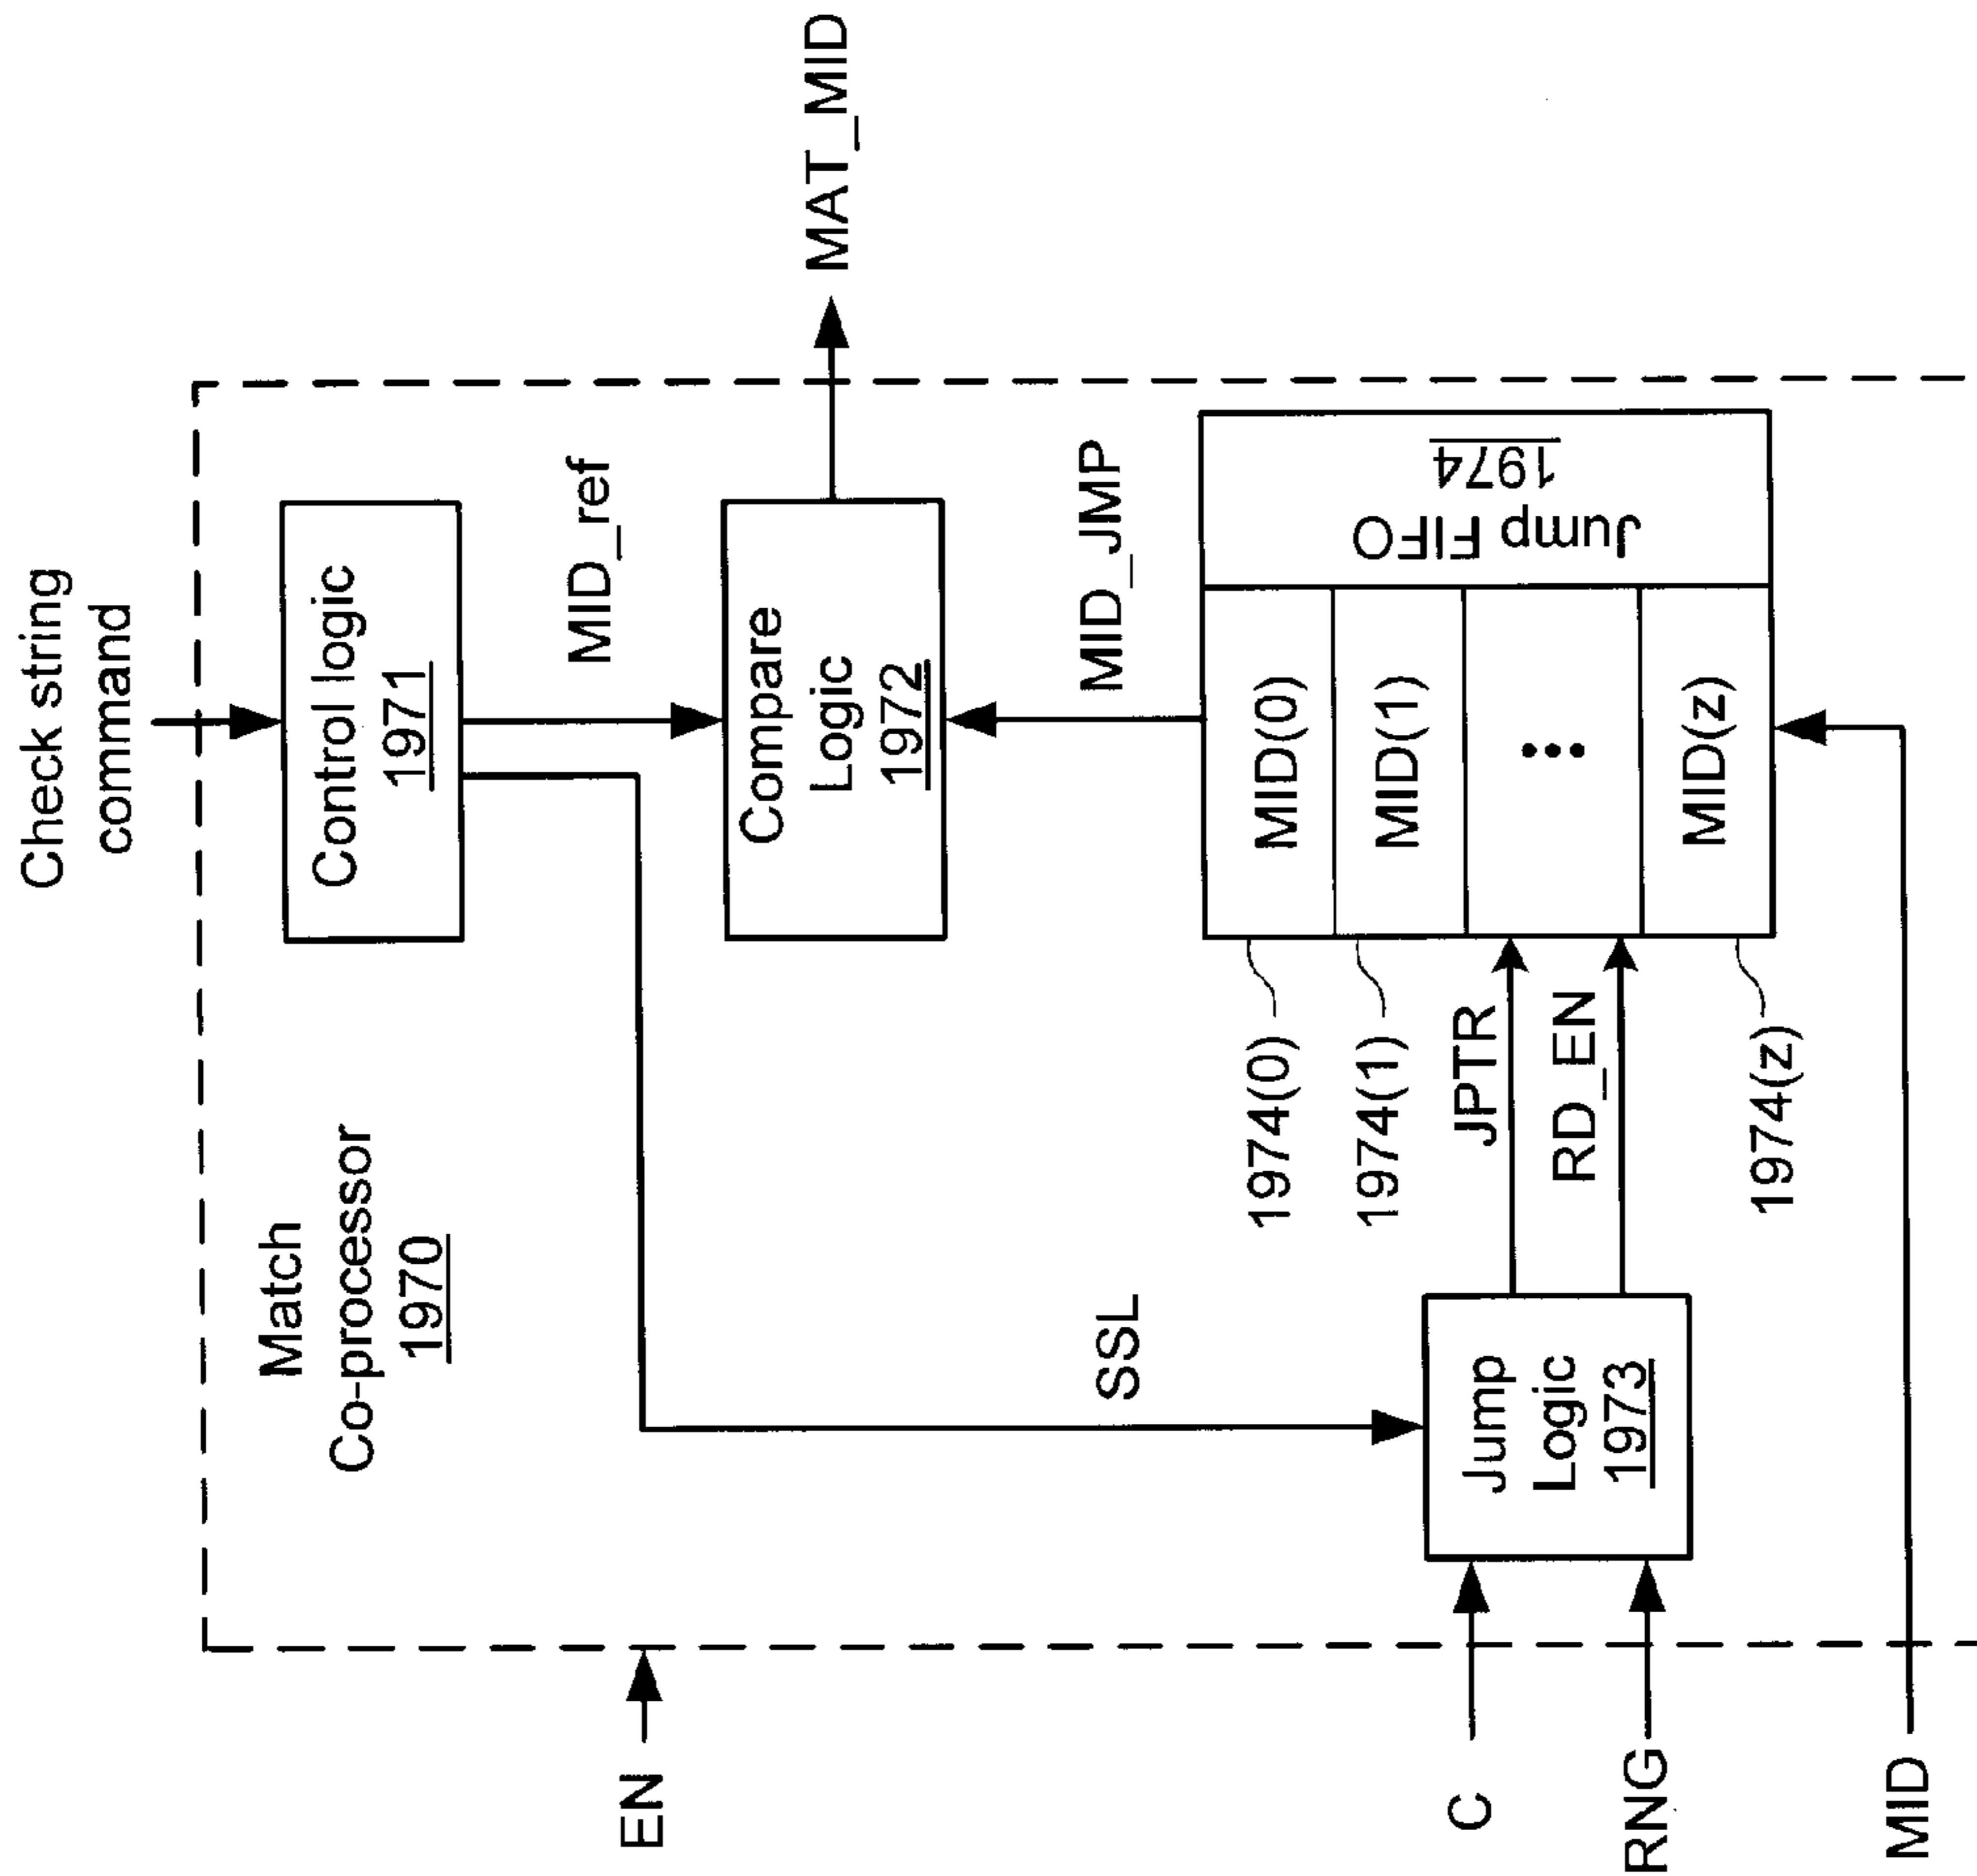 Check string
command
Match
Co-processor
1970
Control logic
1971
EN
MID_ref
Compare
Logic
1972
MAT_MID
SSL
MID_JMP
1974(0)
1974(1)
1974(z)
MID(0)
MID(1)
MID(z)
Jump FIFO
1974
JPTR
RD_EN
Jump
Logic
1973
C
RNG
MID